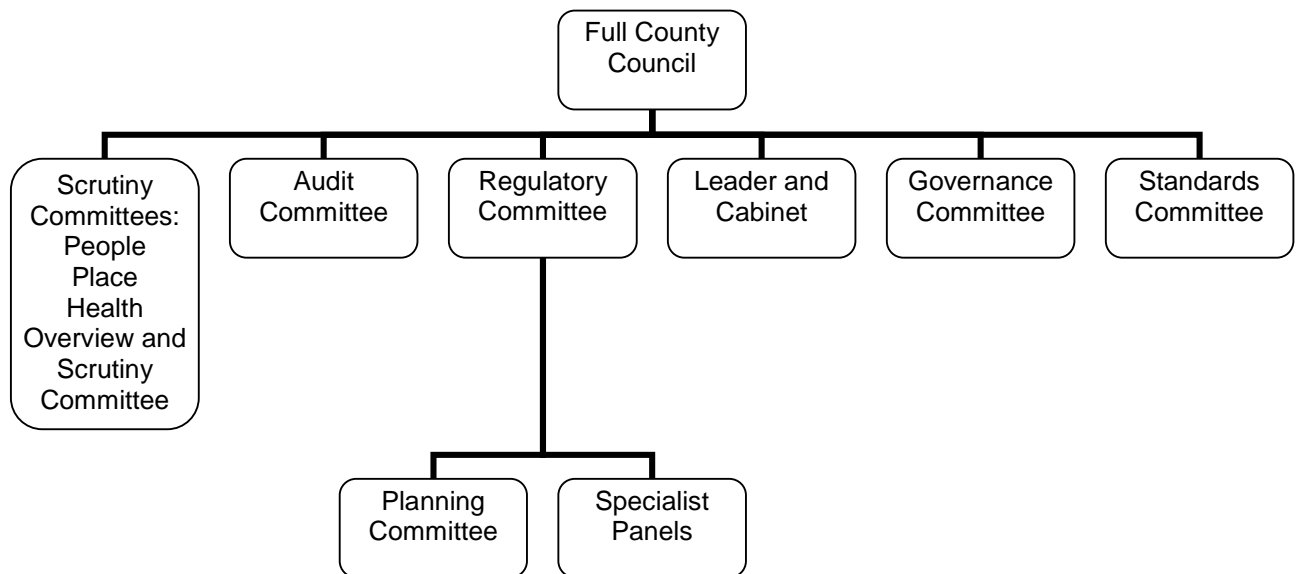 Full County
Council
Scrutiny
Committees:
People
Place
Health
Overview and
Scrutiny
Committee
Audit
Committee
Regulatory
Committee
Leader and
Cabinet
Governance
Committee
Standards
Committee
Planning
Committee
Specialist
Panels